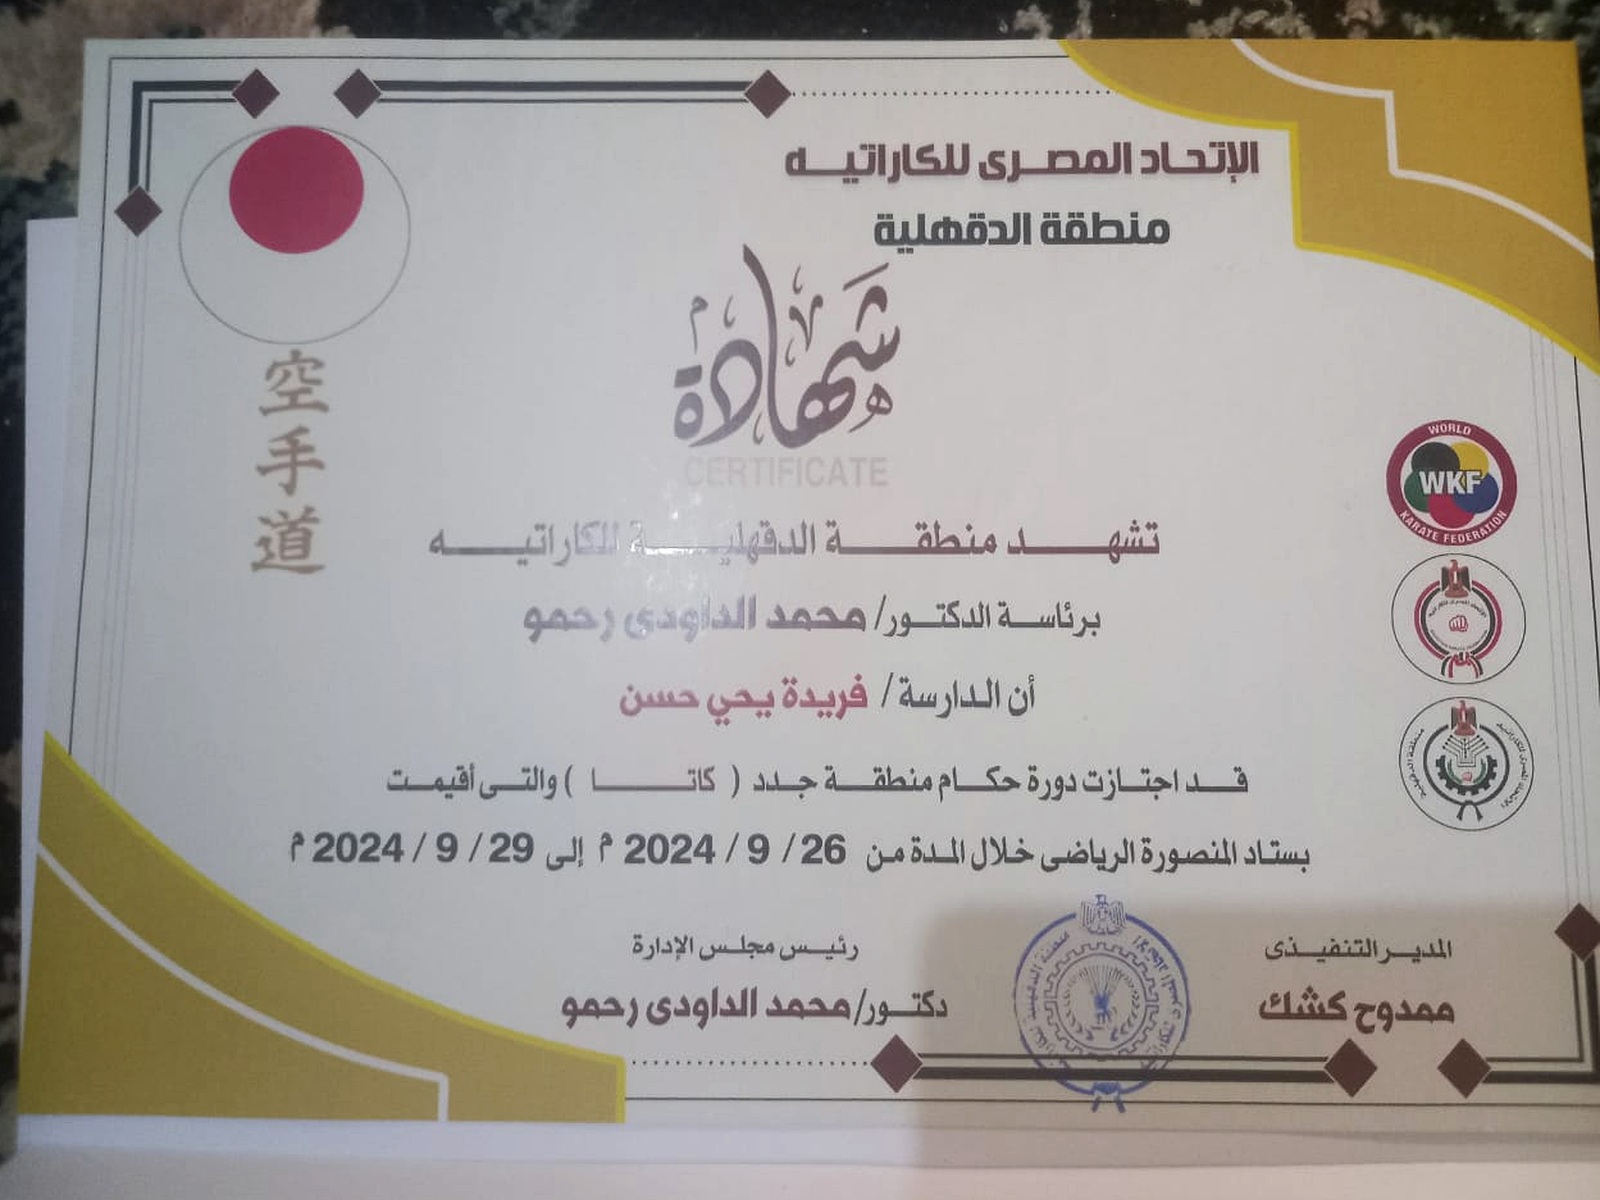 الإتحاد المصرى للكاراتيه
منطقة الدقهلية
شهادة
CERTIFICATE
空手道
تشهد منطقة الدقهلية للكاراتيه
برئاسة الدكتور/ محمد الداودى رحمو
أن الدارسة / فريدة يحي حسن
قد اجتازت دورة حكام منطقة جدد ( كاتا ) والتى أقيمت
بستاد المنصورة الرياضى خلال المدة من 26 / 9 / 2024 م إلى 29 / 9 / 2024 م
WORLD
WKF
KARATE FEDERATION
المدير التنفيذى
ممدوح كشك
رئيس مجلس الإدارة
دكتور/ محمد الداودى رحمو